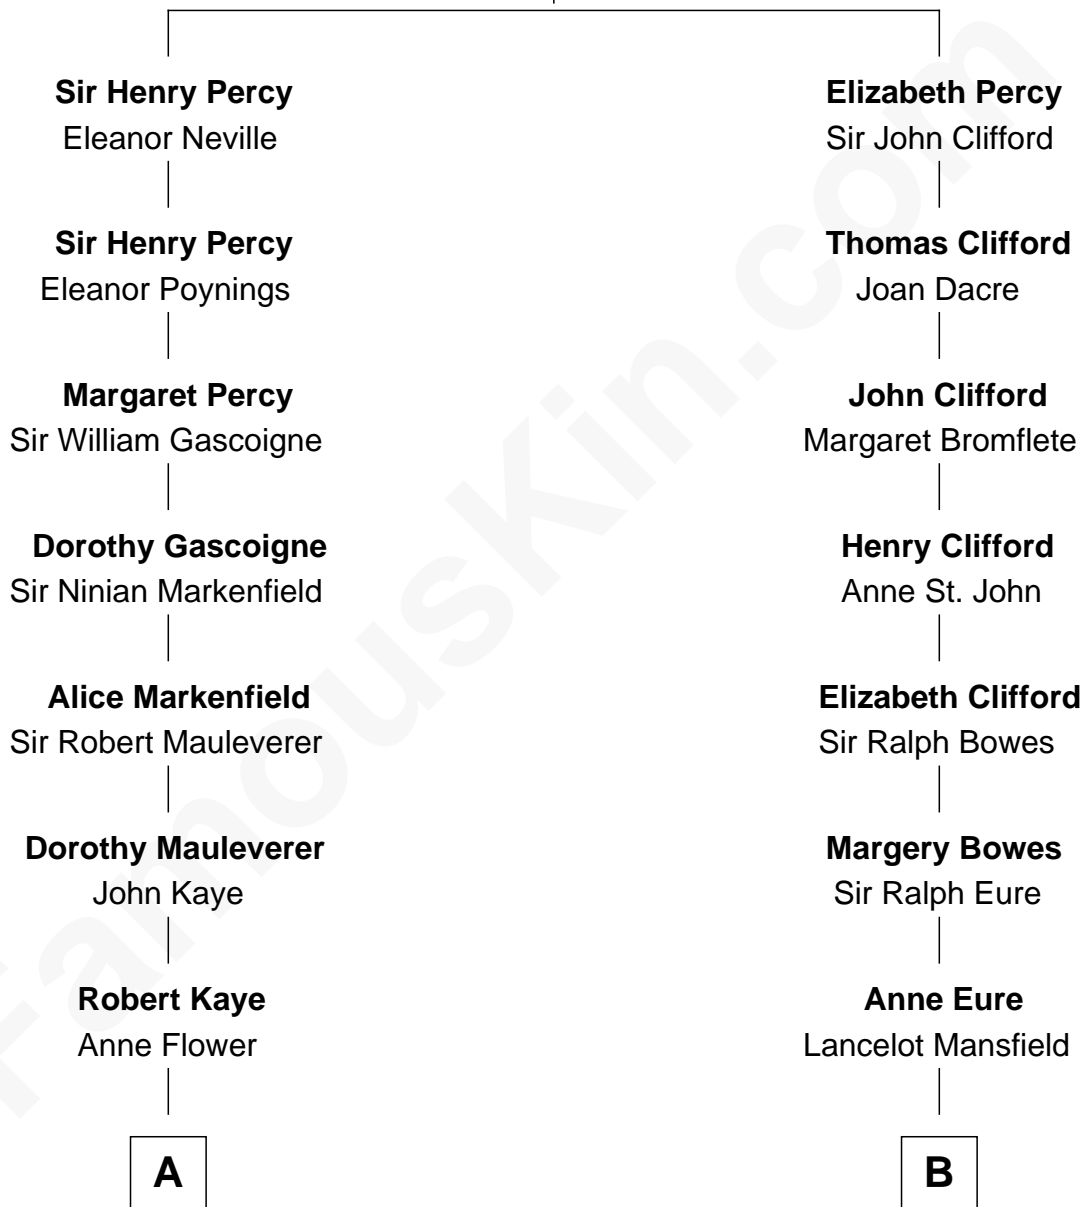 Sir Henry Percy
Eleanor Neville
Sir Henry Percy
Eleanor Poynings
Margaret Percy
Sir William Gascoigne
Dorothy Gascoigne
Sir Ninian Markenfield
Alice Markenfield
Sir Robert Mauleverer
Dorothy Mauleverer
John Kaye
Robert Kaye
Anne Flower
A
Elizabeth Percy
Sir John Clifford
Thomas Clifford
Joan Dacre
John Clifford
Margaret Bromflete
Henry Clifford
Anne St. John
Elizabeth Clifford
Sir Ralph Bowes
Margery Bowes
Sir Ralph Eure
Anne Eure
Lancelot Mansfield
B
FamousKin.com